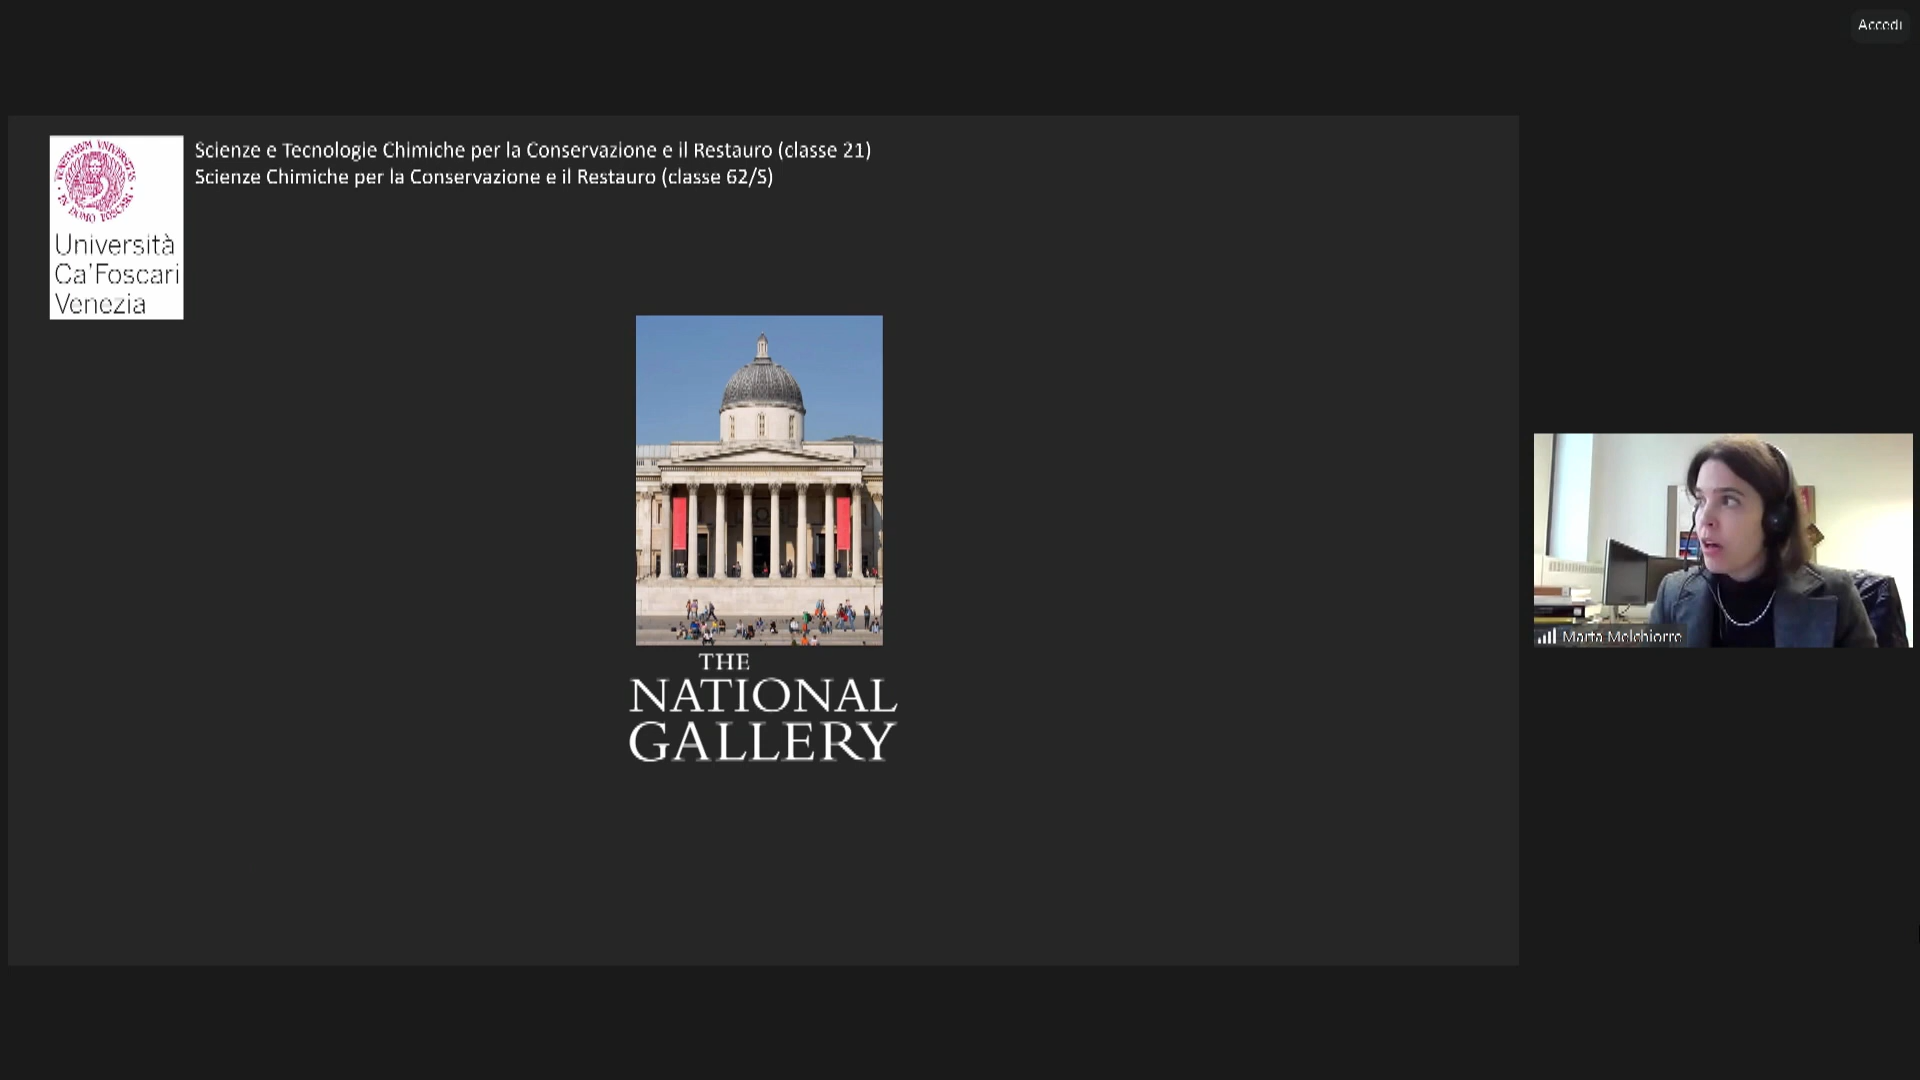 Accedi
Scienze e Tecnologie Chimiche per la Conservazione e il Restauro (classe 21)
Scienze Chimiche per la Conservazione e il Restauro (classe 62/S)
Università
Ca'Foscari
Venezia
THE
NATIONAL
GALLERY
Marta Melchiorre